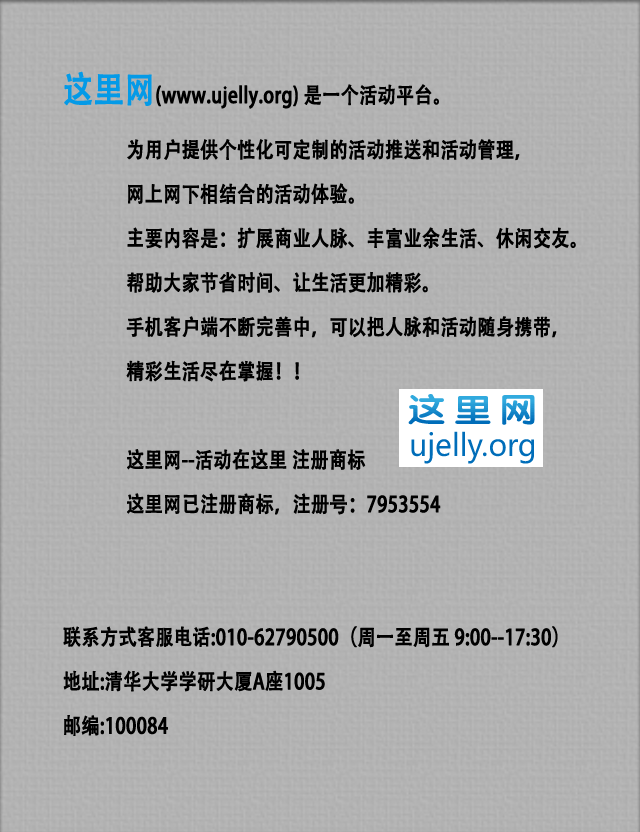 这里网(www.ujelly.org) 是一个活动平台。
为用户提供个性化可定制的活动推送和活动管理,
网上网下相结合的活动体验。
主要内容是：扩展商业人脉、丰富业余生活、休闲交友。
帮助大家节省时间、让生活更加精彩。
手机客户端不断完善中，可以把人脉和活动随身携带，
精彩生活尽在掌握！！
这里网
ujelly.org
这里网--活动在这里 注册商标
这里网已注册商标，注册号：7953554
联系方式客服电话:010-62790500（周一至周五 9:00--17:30）
地址:清华大学学研大厦A座1005
邮编:100084